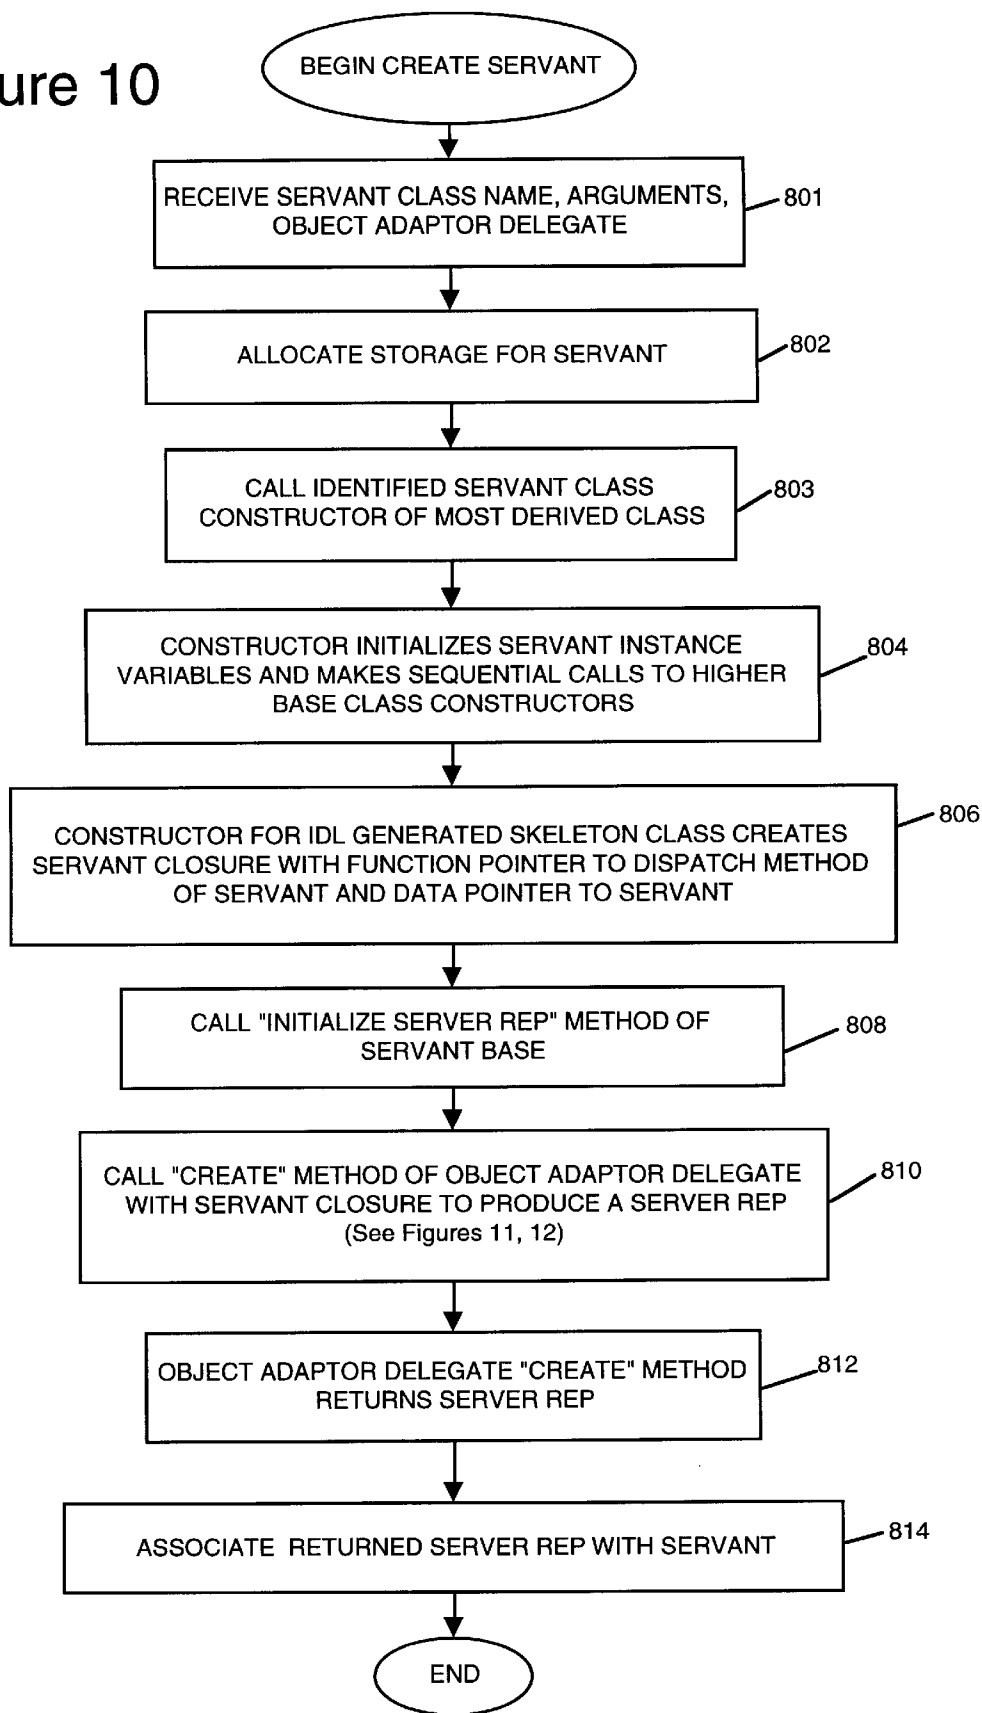 ure 10
BEGIN CREATE SERVANT
RECEIVE SERVANT CLASS NAME, ARGUMENTS,
OBJECT ADAPTOR DELEGATE
801
ALLOCATE STORAGE FOR SERVANT
802
CALL IDENTIFIED SERVANT CLASS
CONSTRUCTOR OF MOST DERIVED CLASS
803
CONSTRUCTOR INITIALIZES SERVANT INSTANCE
VARIABLES AND MAKES SEQUENTIAL CALLS TO HIGHER
BASE CLASS CONSTRUCTORS
804
CONSTRUCTOR FOR IDL GENERATED SKELETON CLASS CREATES
SERVANT CLOSURE WITH FUNCTION POINTER TO DISPATCH METHOD
OF SERVANT AND DATA POINTER TO SERVANT
806
CALL "INITIALIZE SERVER REP" METHOD OF
SERVANT BASE
808
CALL "CREATE" METHOD OF OBJECT ADAPTOR DELEGATE
WITH SERVANT CLOSURE TO PRODUCE A SERVER REP
(See Figures 11, 12)
810
OBJECT ADAPTOR DELEGATE "CREATE" METHOD
RETURNS SERVER REP
812
ASSOCIATE RETURNED SERVER REP WITH SERVANT
814
END